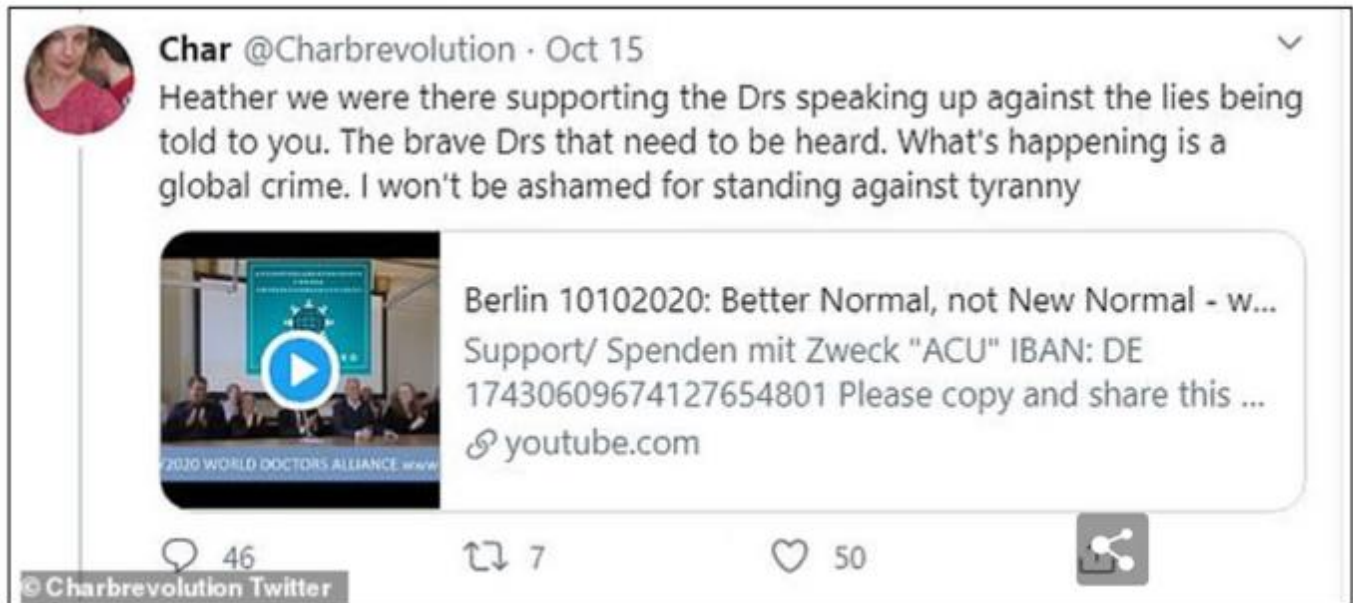 Char @Charbrevolution · Oct 15
Heather we were there supporting the Drs speaking up against the lies being
told to you. The brave Drs that need to be heard. What's happening is a
global crime. I won't be ashamed for standing against tyranny
Berlin 10102020: Better Normal, not New Normal - w...
Support/ Spenden mit Zweck "ACU" IBAN: DE
17430609674127654801 Please copy and share this ...
youtube.com
/2020 WORLD DOCTORS ALLIANCE www
46 7 50
© Charbrevolution Twitter